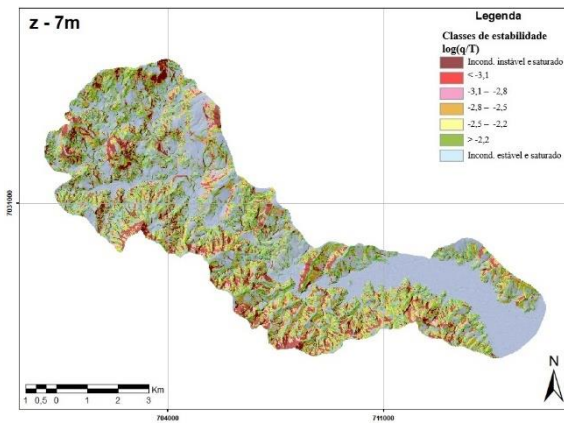 z - 7m
Legenda
Classes de estabilidade
log(q/T)
Incond. instável e saturado
< -3,1
-3,1 – -2,8
-2,8 – -2,5
-2,5 – -2,2
> -2,2
Incond. estável e saturado
7031000
N
Km
1 0,5 0 1 2 3
704000
711000